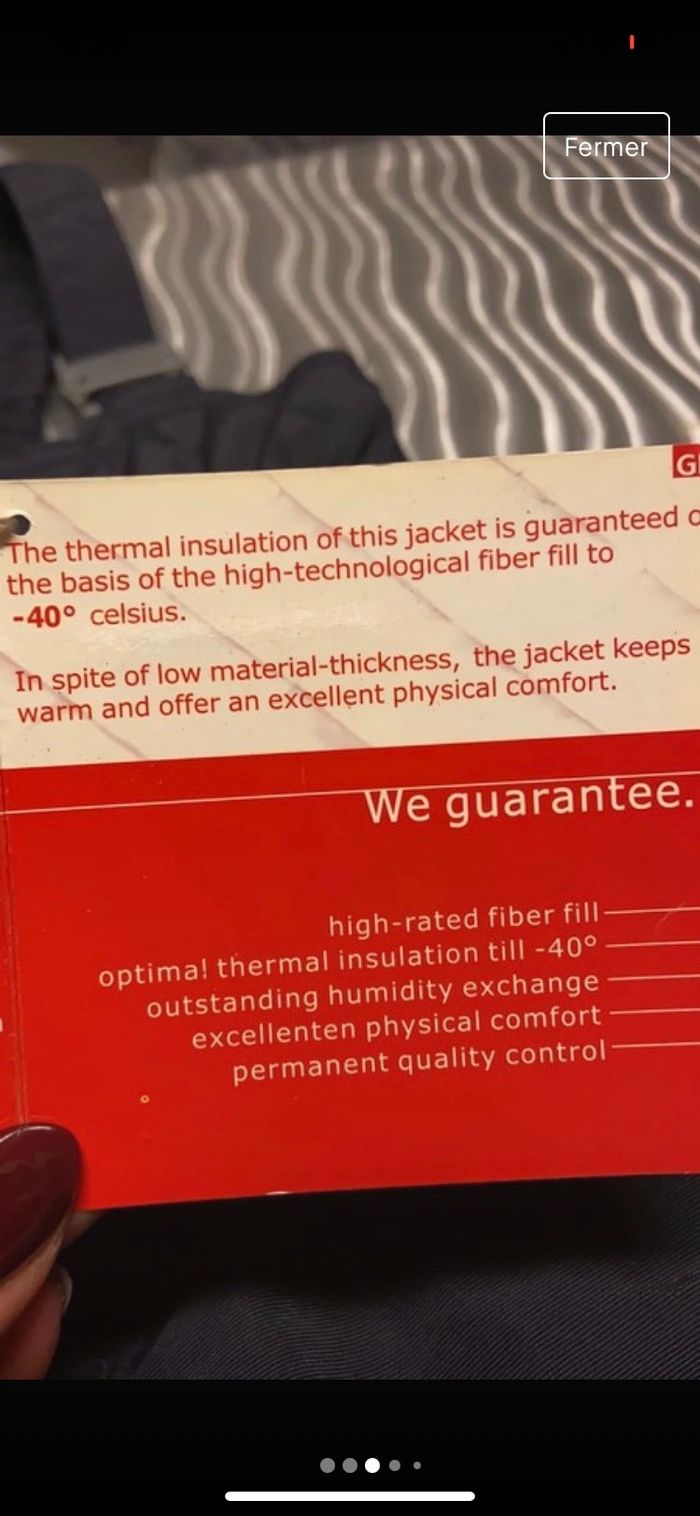 Fermer
GB
The thermal insulation of this jacket is guaranteed o
the basis of the high-technological fiber fill to
-40° celsius.
In spite of low material-thickness, the jacket keeps
warm and offer an excellent physical comfort.
We guarantee.
high-rated fiber fill
optimal thermal insulation till -40°
outstanding humidity exchange
excellenten physical comfort
permanent quality control